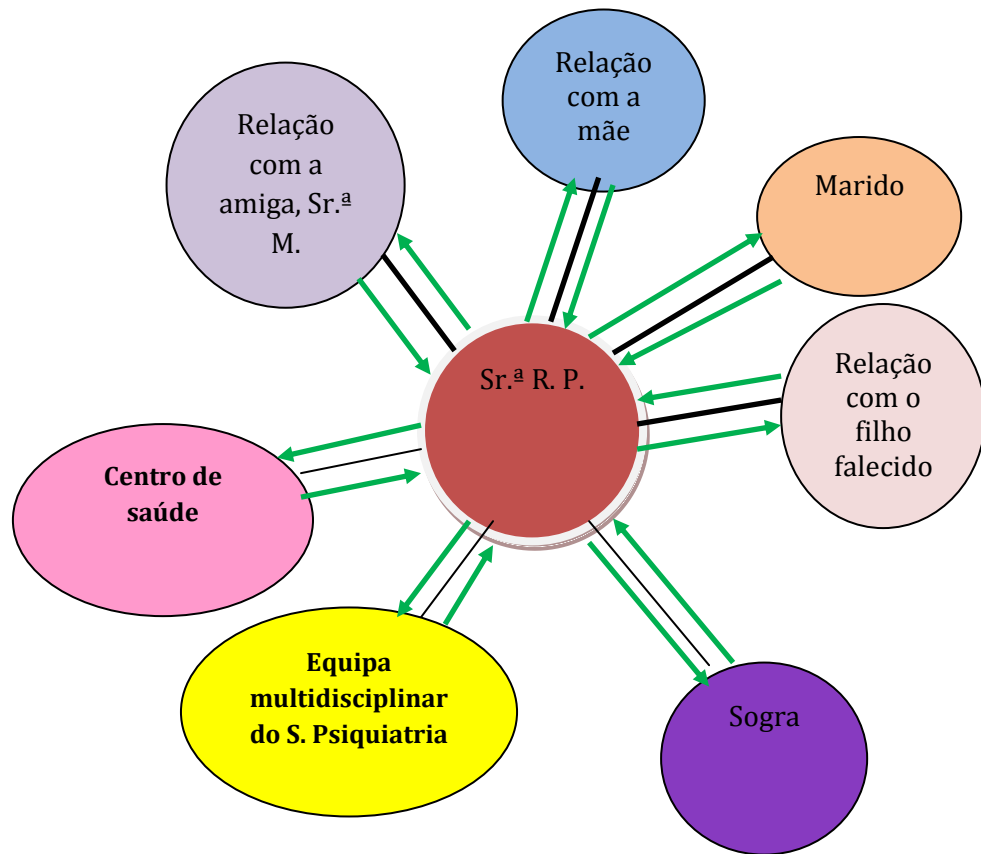 Relação
com a
mãe
Relação
com a
amiga, Sr.ª
M.
Marido
Relação
com o
filho
falecido
Sr.ª R. P.
Centro de
saúde
Equipa
multidisciplinar
do S. Psiquiatria
Sogra